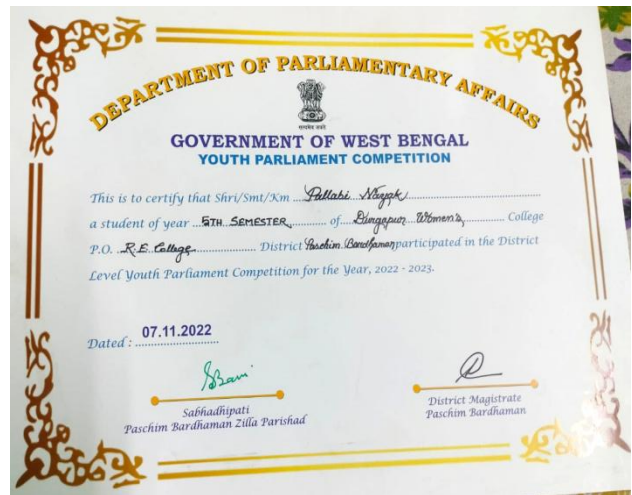 DEPARTMENT OF PARLIAMENTARY AFFAIRS
सत्यमेव जयते
GOVERNMENT OF WEST BENGAL
YOUTH PARLIAMENT COMPETITION
This is to certify that Shri/Smt/Km Pallabi Nayak
a student of year 5TH SEMESTER, of Durgapur Women's College
P.O. R.E. College District Paschim Bardhaman participated in the District
Level Youth Parliament Competition for the Year, 2022 - 2023.
Dated : 07.11.2022
Sabhadhipati
Paschim Bardhaman Zilla Parishad
District Magistrate
Paschim Bardhaman